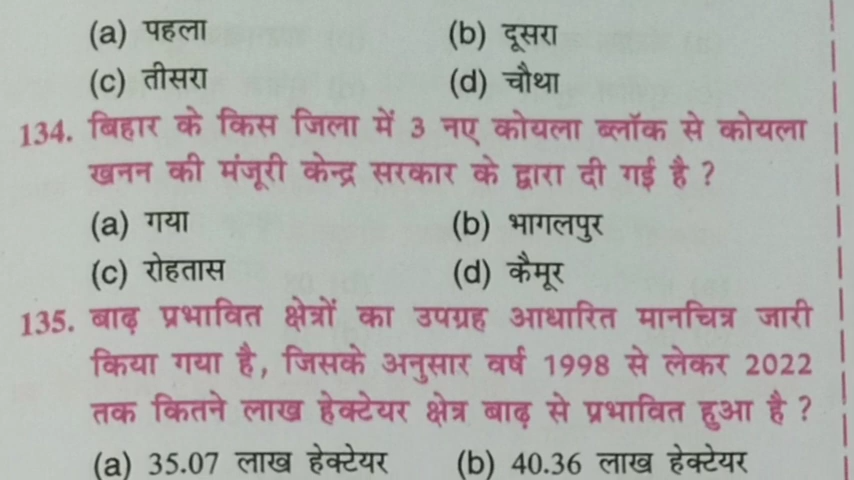 (a) पहला (b) दूसरा
(c) तीसरा (d) चौथा
134. बिहार के किस जिला में 3 नए कोयला ब्लॉक से कोयला
खनन की मंजूरी केन्द्र सरकार के द्वारा दी गई है ?
(a) गया (b) भागलपुर
(c) रोहतास (d) कैमूर
135. बाढ़ प्रभावित क्षेत्रों का उपग्रह आधारित मानचित्र जारी
किया गया है, जिसके अनुसार वर्ष 1998 से लेकर 2022
तक कितने लाख हेक्टेयर क्षेत्र बाढ़ से प्रभावित हुआ है ?
(a) 35.07 लाख हेक्टेयर (b) 40.36 लाख हेक्टेयर